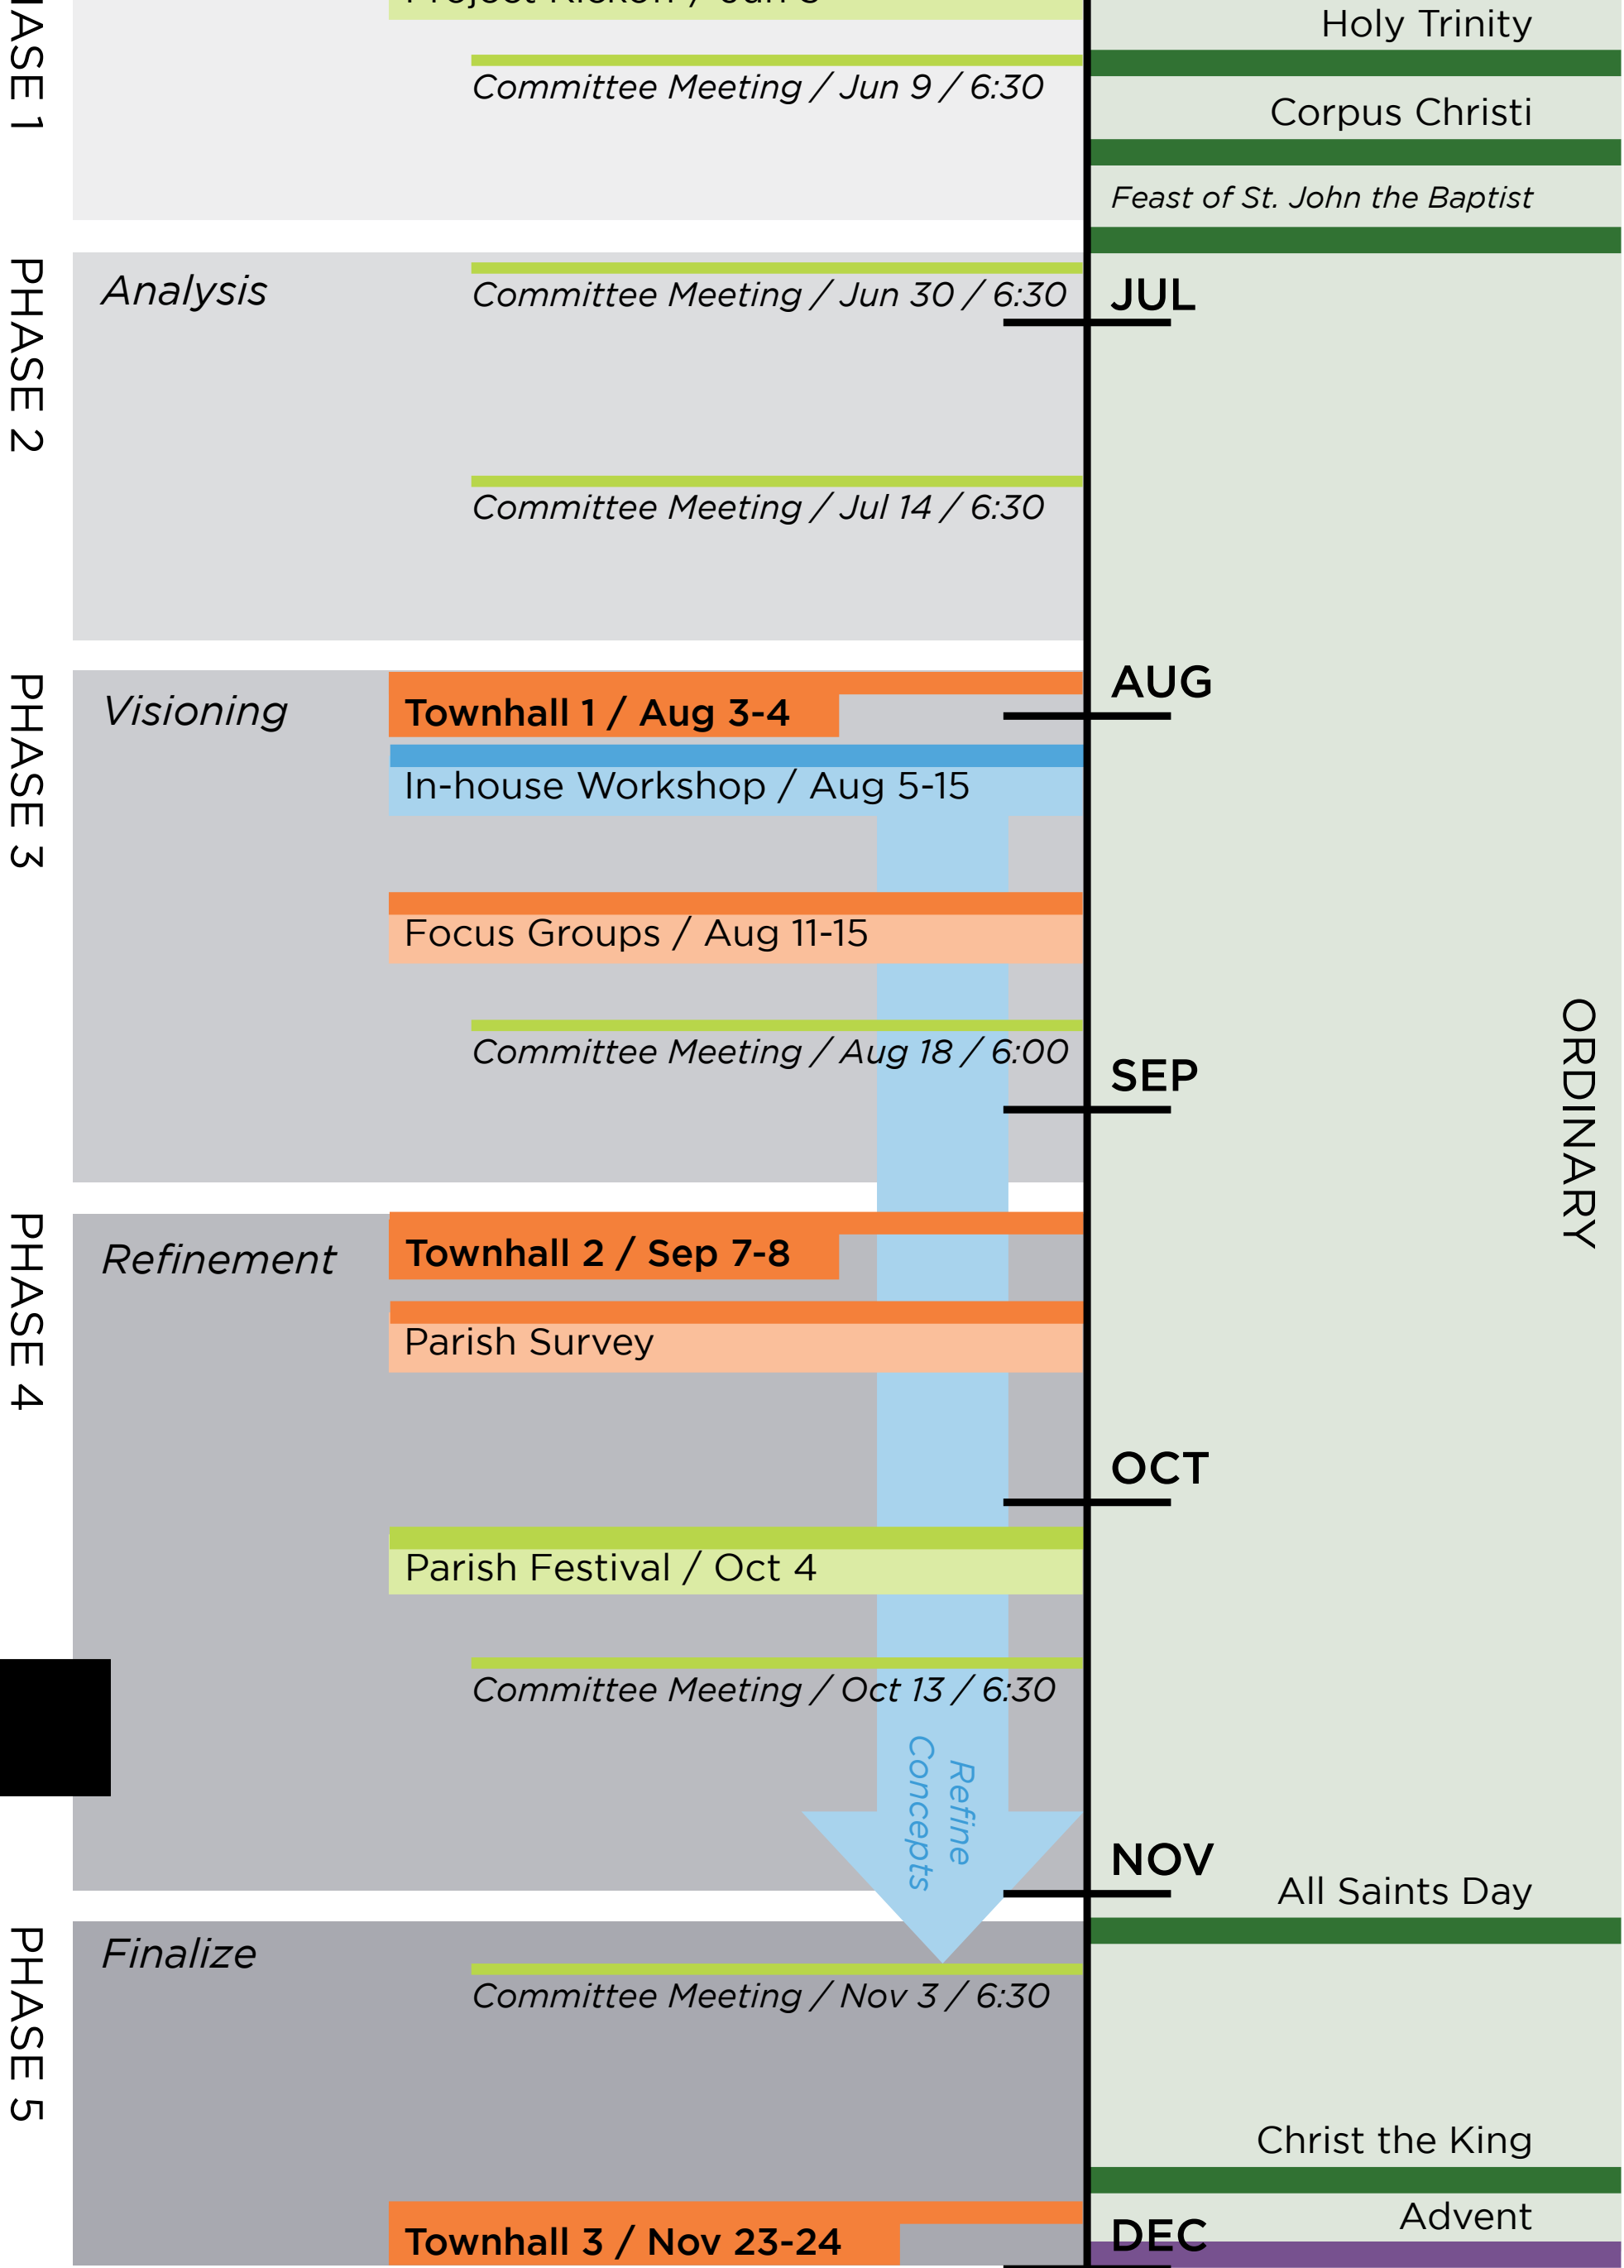 PHASE 1
Holy Trinity
Committee Meeting / Jun 9 / 6:30
Corpus Christi
Feast of St. John the Baptist
PHASE 2
Analysis
Committee Meeting / Jun 30 / 6:30
JUL
Committee Meeting / Jul 14 / 6:30
PHASE 3
Visioning
AUG
Townhall 1 / Aug 3-4
In-house Workshop / Aug 5-15
Focus Groups / Aug 11-15
Committee Meeting / Aug 18 / 6:00
SEP
ORDINARY
PHASE 4
Refinement
Townhall 2 / Sep 7-8
Parish Survey
OCT
Parish Festival / Oct 4
Committee Meeting / Oct 13 / 6:30
Refine
Concepts
NOV
All Saints Day
PHASE 5
Finalize
Committee Meeting / Nov 3 / 6:30
Christ the King
Advent
Townhall 3 / Nov 23-24
DEC